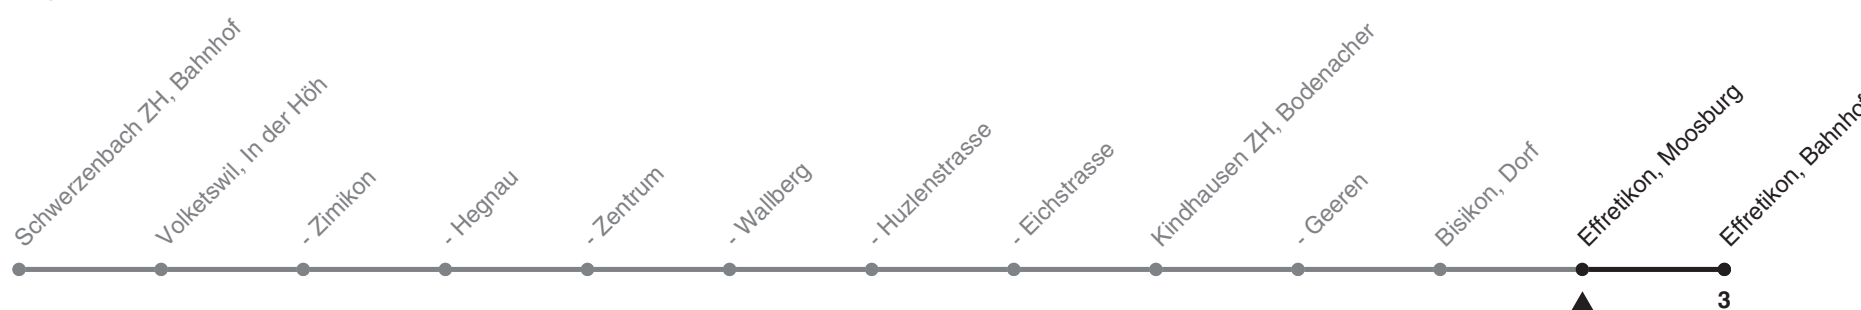 Schwerzenbach ZH, Bahnhof
Volketswil, In der Höh
- Zimikon
- Hegnau
- Zentrum
- Wallberg
- Huzlenstrasse
- Eichstrasse
Kindhausen ZH, Bodenacher
- Geeren
Bisikon, Dorf
Effretikon, Moosburg
Effretikon, Bahnhof
3